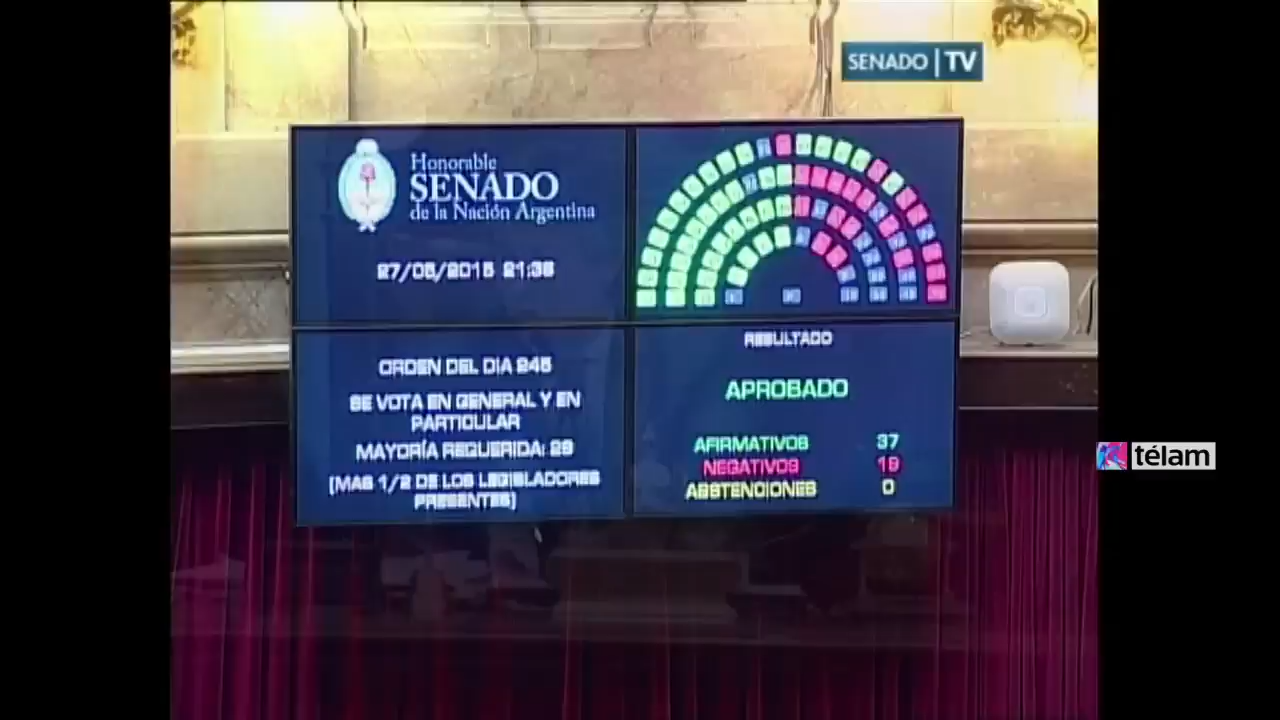 SENADO TV
Honorable
SENADO
de la Nación Argentina
27/05/2015 21:38
ORDEN DEL DÍA 245
SE VOTA EN GENERAL Y EN
PARTICULAR
MAYORÍA REQUERIDA: 29
(MAS 1/2 DE LOS LEGISLADORES
PRESENTES)
RESULTADO
APROBADO
AFIRMATIVOS 37
NEGATIVOS 19
ABSTENCIONES 0
télam